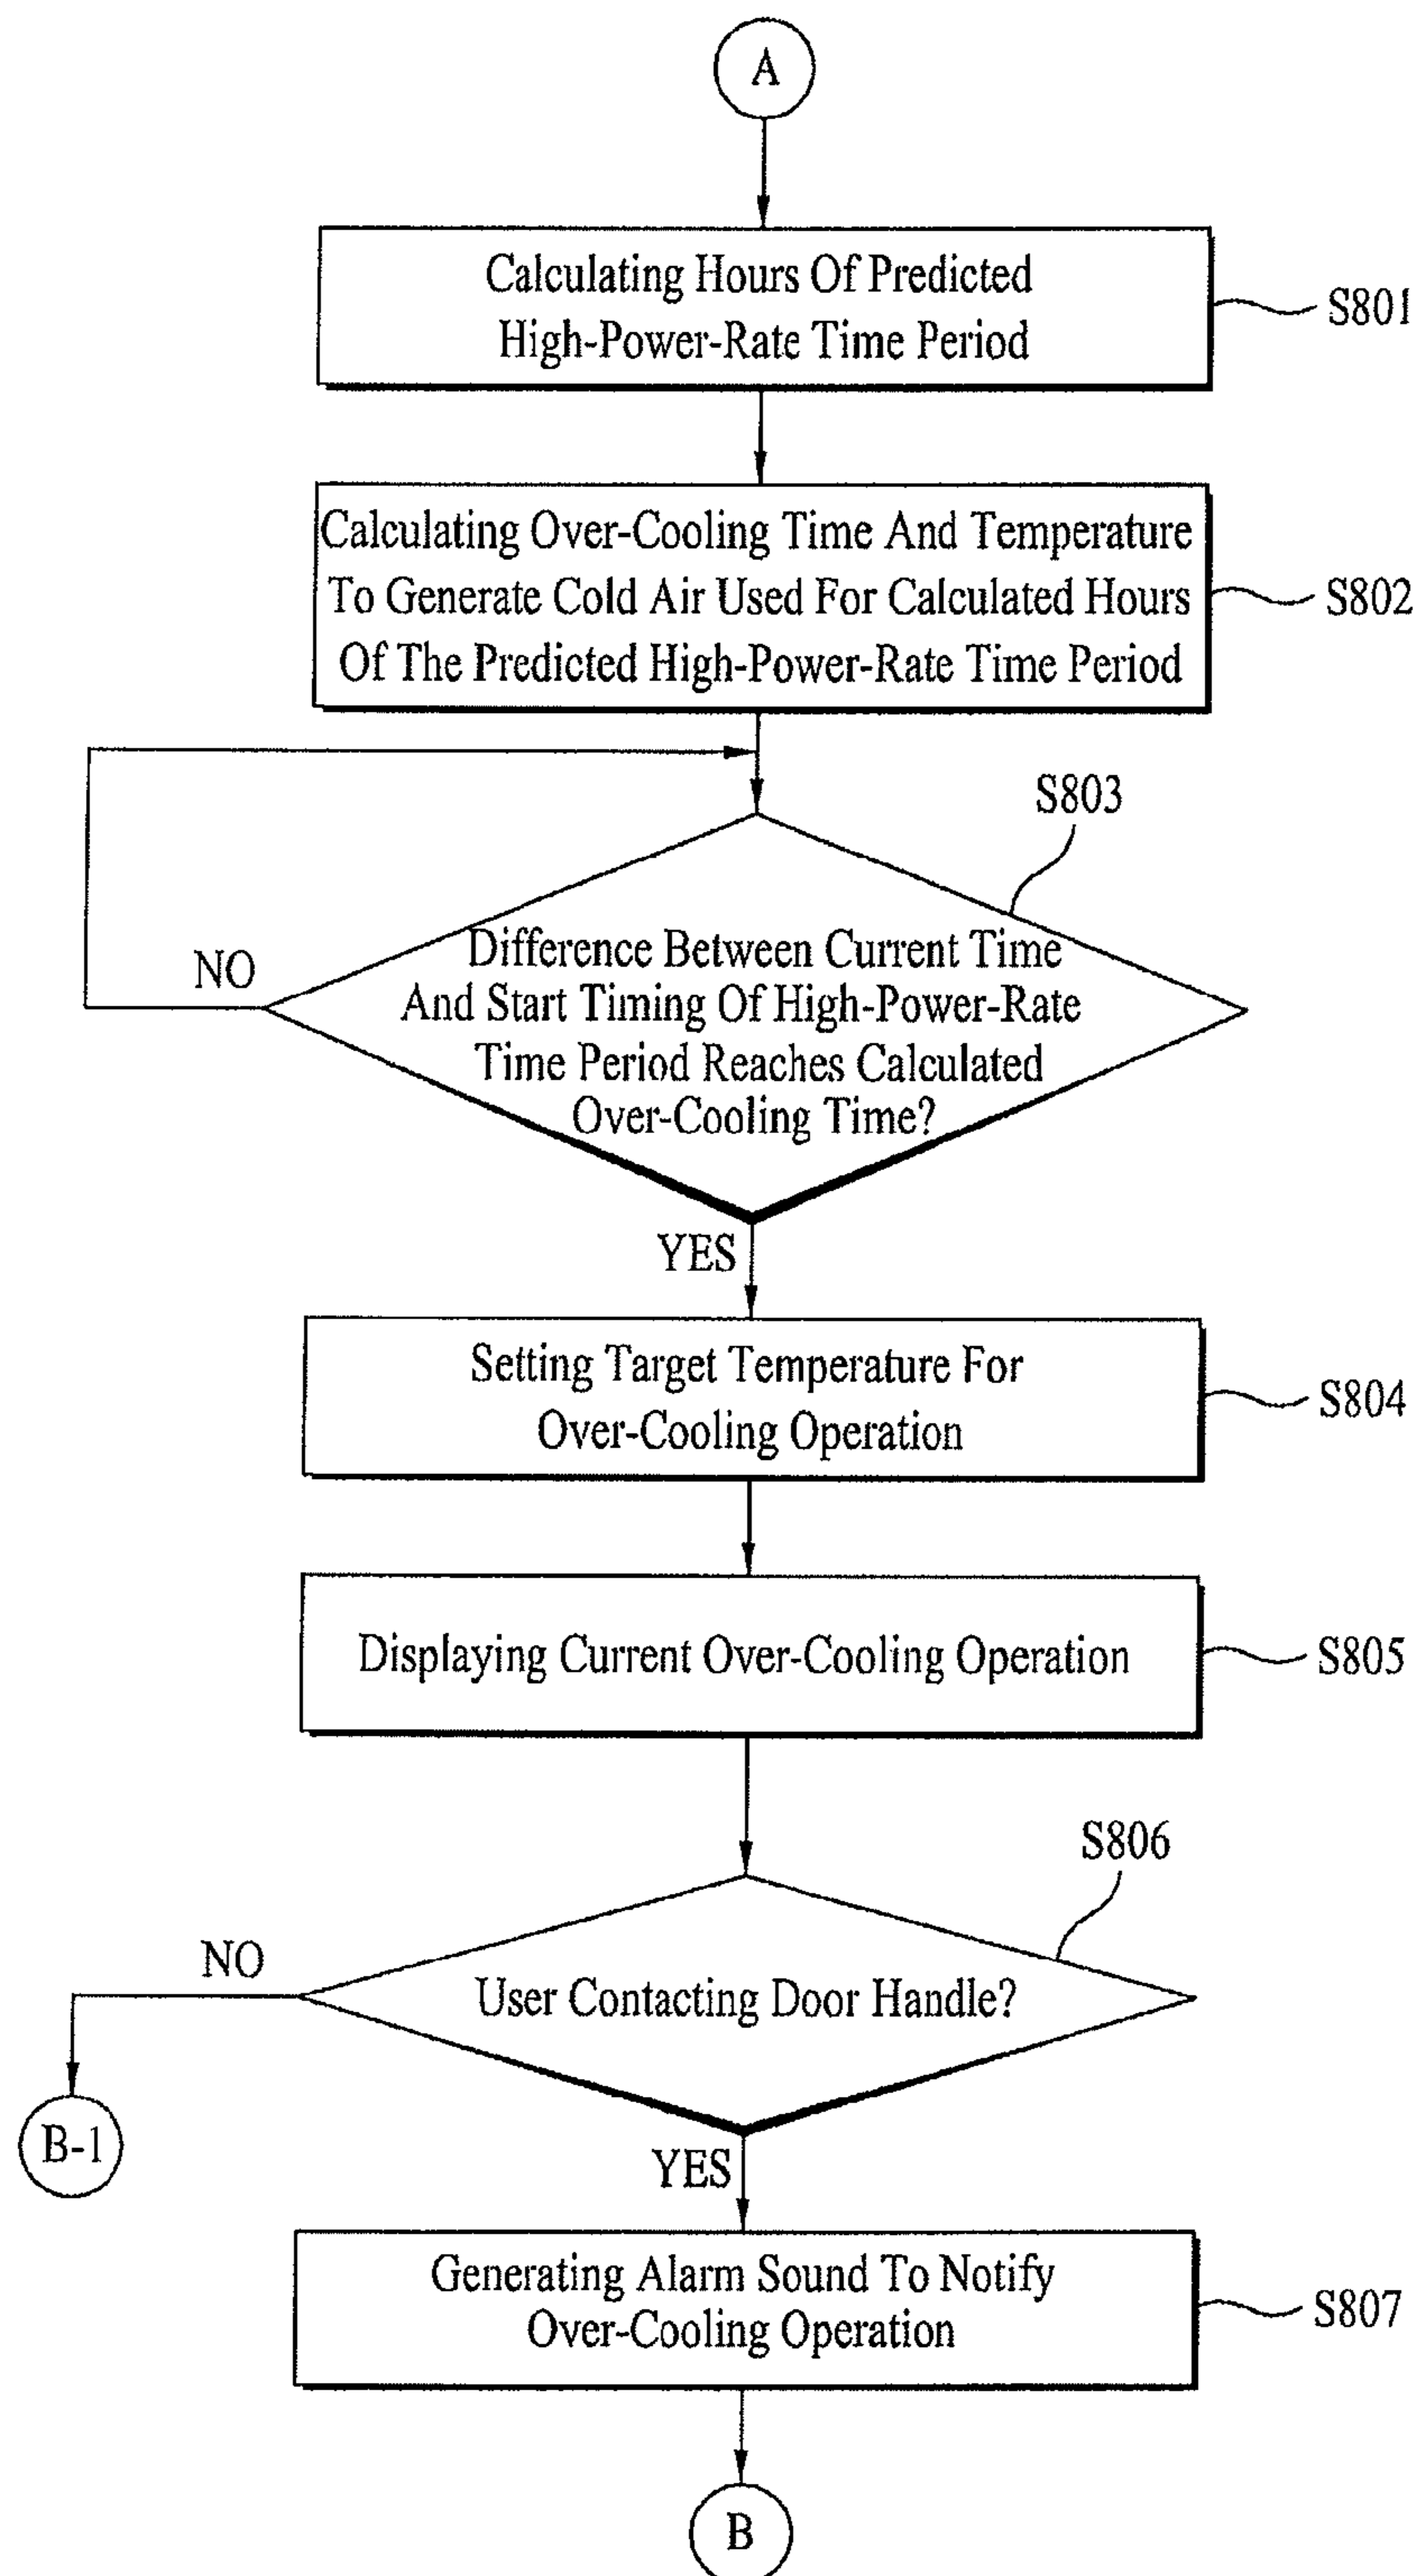 A
Calculating Hours Of Predicted
High-Power-Rate Time Period
S801
Calculating Over-Cooling Time And Temperature
To Generate Cold Air Used For Calculated Hours
Of The Predicted High-Power-Rate Time Period
S802
S803
Difference Between Current Time
And Start Timing Of High-Power-Rate
Time Period Reaches Calculated
Over-Cooling Time?
NO
YES
Setting Target Temperature For
Over-Cooling Operation
S804
Displaying Current Over-Cooling Operation
S805
S806
User Contacting Door Handle?
NO
B-1
YES
Generating Alarm Sound To Notify
Over-Cooling Operation
S807
B